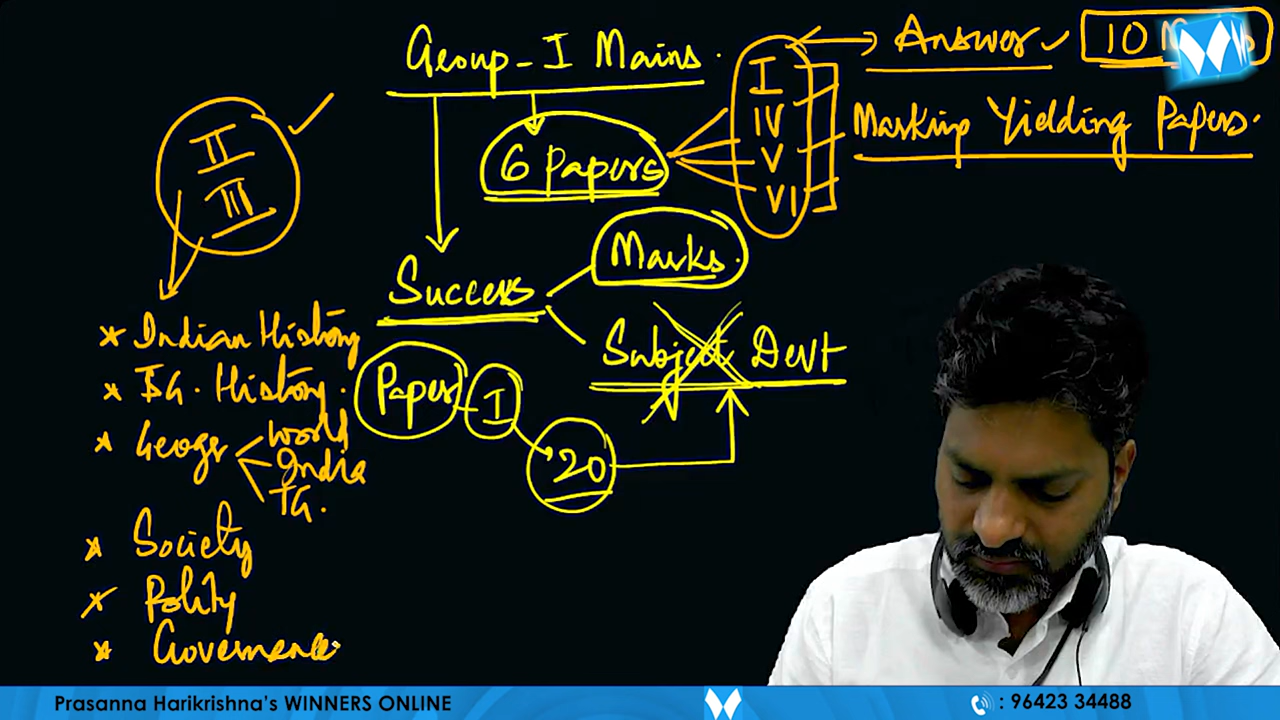 Group - I Mains.
6 Papers
I
IV
V
VI
Answer ✓
10
Marking Yielding Papers.
II
III
Success
Marks.
Subject Devt
Paper - I
20
* Indian History
* TG. History.
* Geogr
World
India
TG.
* Society
* Polity
* Governance
Prasanna Harikrishna's WINNERS ONLINE
: 96423 34488